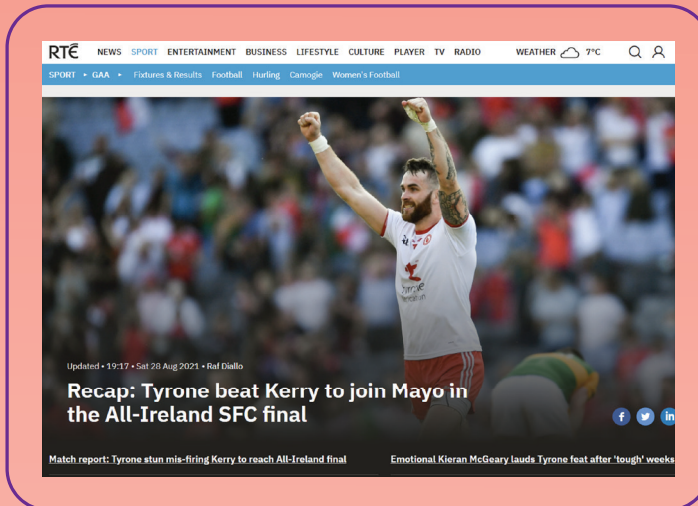 RTÉ NEWS SPORT ENTERTAINMENT BUSINESS LIFESTYLE CULTURE PLAYER TV RADIO WEATHER 7°C
SPORT ▸ GAA ▸ Fixtures & Results Football Hurling Camogie Women's Football
Updated • 19:17 • Sat 28 Aug 2021 • Raf Diallo
Recap: Tyrone beat Kerry to join Mayo in
the All-Ireland SFC final
f in
Match report: Tyrone stun mis-firing Kerry to reach All-Ireland final Emotional Kieran McGeary lauds Tyrone feat after 'tough' weeks